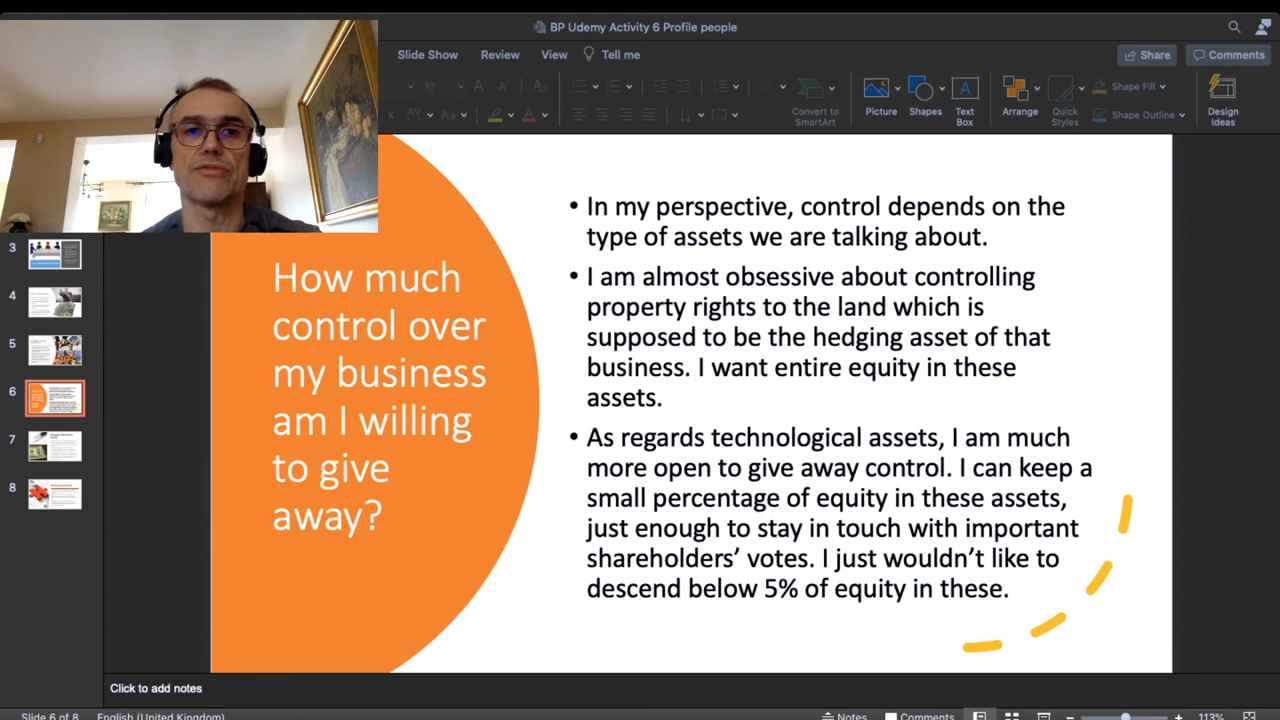 BP Udemy Activity 6 Profile people
Slide Show Review View Tell me
Share Comments
17
Convert to
SmartArt
Picture
Shapes
Text
Box
Arrange
Quick
Styles
Shape Fill
Shape Outline
Design
Ideas
3
4
5
6
7
8
How much
control over
my business
am I willing
to give
away?
• In my perspective, control depends on the
type of assets we are talking about.
• I am almost obsessive about controlling
property rights to the land which is
supposed to be the hedging asset of that
business. I want entire equity in these
assets.
• As regards technological assets, I am much
more open to give away control. I can keep a
small percentage of equity in these assets,
just enough to stay in touch with important
shareholders’ votes. I just wouldn’t like to
descend below 5% of equity in these.
Click to add notes
Slide 6 of 8 English (United Kingdom) Notes Comments 113%